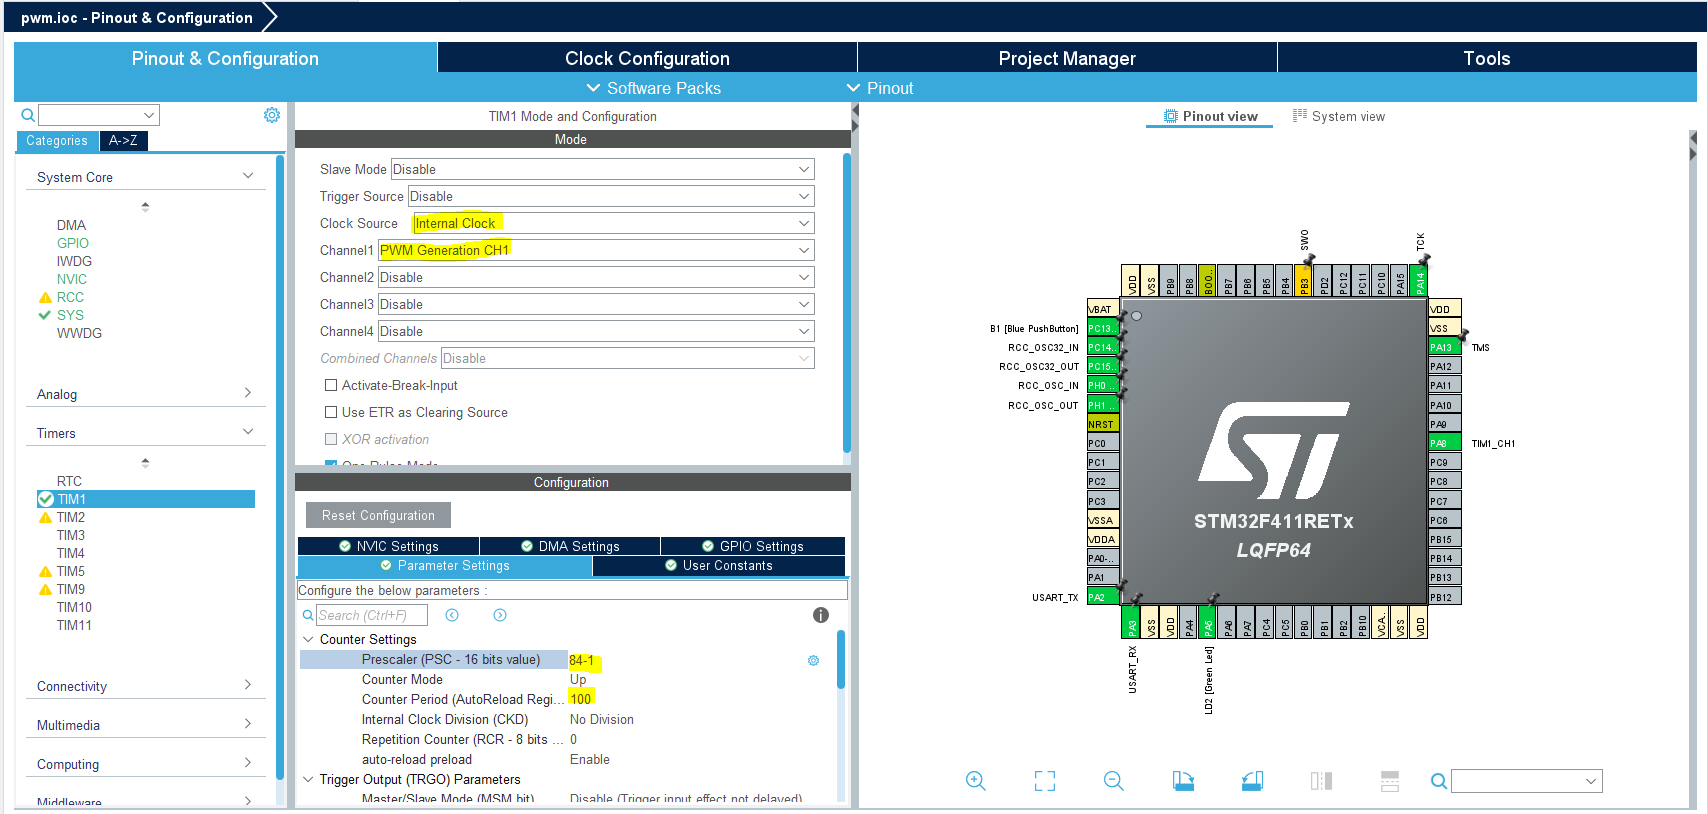 pwm.ioc - Pinout & Configuration
Pinout & Configuration
Clock Configuration
Project Manager
Tools
Software Packs
Pinout
Categories
A->Z
System Core
DMA
GPIO
IWDG
NVIC
RCC
SYS
WWDG
Analog
Timers
RTC
TIM1
TIM2
TIM3
TIM4
TIM5
TIM9
TIM10
TIM11
Connectivity
Multimedia
Computing
Middleware
TIM1 Mode and Configuration
Mode
Slave Mode Disable
Trigger Source Disable
Clock Source Internal Clock
Channel1 PWM Generation CH1
Channel2 Disable
Channel3 Disable
Channel4 Disable
Combined Channels Disable
Activate-Break-Input
Use ETR as Clearing Source
XOR activation
One Pulse Mode
Configuration
Reset Configuration
NVIC Settings
DMA Settings
GPIO Settings
Parameter Settings
User Constants
Configure the below parameters :
Search (Ctrl+F)
Counter Settings
Prescaler (PSC - 16 bits value) 84-1
Counter Mode Up
Counter Period (AutoReload Regi... 100
Internal Clock Division (CKD) No Division
Repetition Counter (RCR - 8 bits ... 0
auto-reload preload Enable
Trigger Output (TRGO) Parameters
Master/Slave Mode (MSM bit) Disable (Trigger input effect not delayed)
Pinout view
System view
SWO
TCK
VDD
VSS
PB9
PB8
BOO..
PB7
PB6
PB5
PB4
PB3
PD2
PC12
PC11
PC10
PA15
PA14
VBAT
B1 [Blue PushButton] PC13..
RCC_OSC32_IN PC14..
RCC_OSC32_OUT PC15..
RCC_OSC_IN PH0 ..
RCC_OSC_OUT PH1 ..
NRST
PC0
PC1
PC2
PC3
VSSA
VDDA
PA0-..
PA1
USART_TX PA2
STM32F411RETx
LQFP64
VDD
VSS
PA13 TMS
PA12
PA11
PA10
PA9
PA8 TIM1_CH1
PC9
PC8
PC7
PC6
PB15
PB14
PB13
PB12
PA3
VSS
VDD
PA4
PA5
PA6
PA7
PC4
PC5
PB0
PB1
PB2
PB10
VCA..
VSS
VDD
USART_RX
LD2 [Green Led]